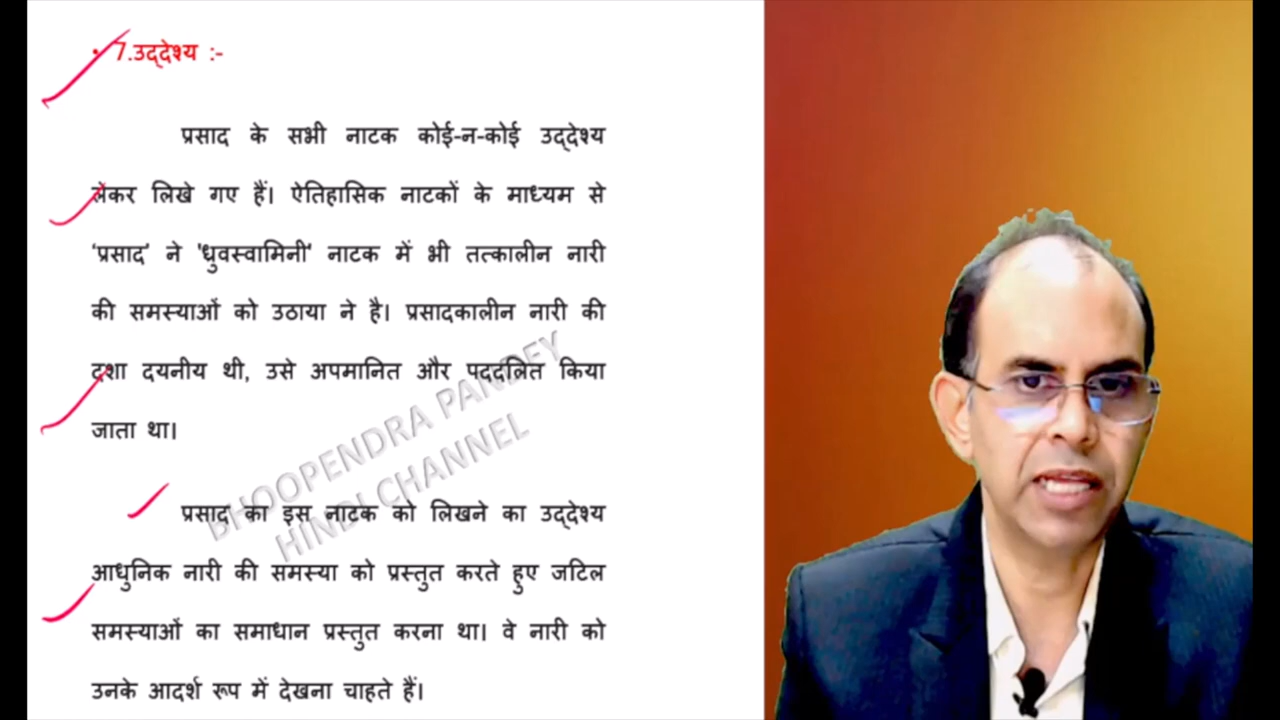 • 7.उद्देश्य :-
प्रसाद के सभी नाटक कोई-न-कोई उद्देश्य
लेकर लिखे गए हैं। ऐतिहासिक नाटकों के माध्यम से
‘प्रसाद’ ने 'ध्रुवस्वामिनी' नाटक में भी तत्कालीन नारी
की समस्याओं को उठाया ने है। प्रसादकालीन नारी की
दशा दयनीय थी, उसे अपमानित और पददलित किया
जाता था।
प्रसाद का इस नाटक को लिखने का उद्देश्य
आधुनिक नारी की समस्या को प्रस्तुत करते हुए जटिल
समस्याओं का समाधान प्रस्तुत करना था। वे नारी को
उनके आदर्श रूप में देखना चाहते हैं।
BHOOPENDRA PANDEY
HINDI CHANNEL